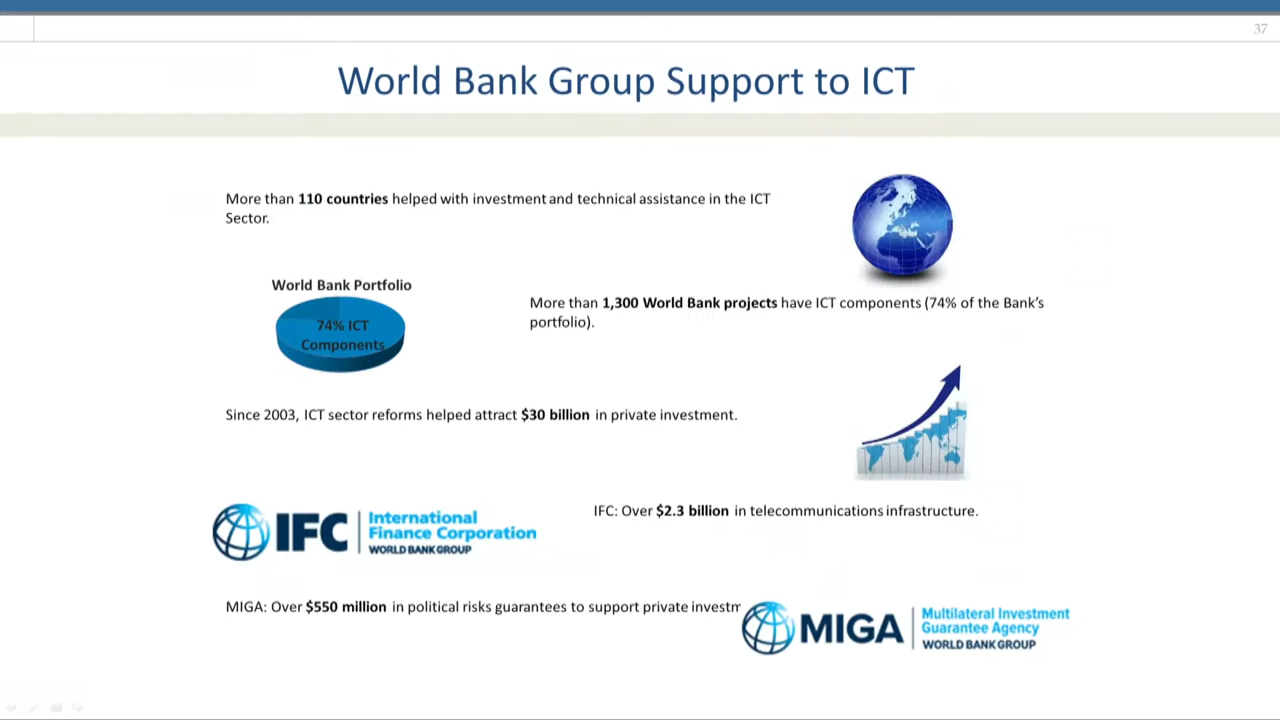 37
World Bank Group Support to ICT
More than 110 countries helped with investment and technical assistance in the ICT
Sector.
World Bank Portfolio
74% ICT
Components
More than 1,300 World Bank projects have ICT components (74% of the Bank's
portfolio).
Since 2003, ICT sector reforms helped attract $30 billion in private investment.
IFC: Over $2.3 billion in telecommunications infrastructure.
IFC
International
Finance Corporation
WORLD BANK GROUP
MIGA: Over $550 million in political risks guarantees to support private
MIGA
Multilateral Investment
Guarantee Agency
WORLD BANK GROUP